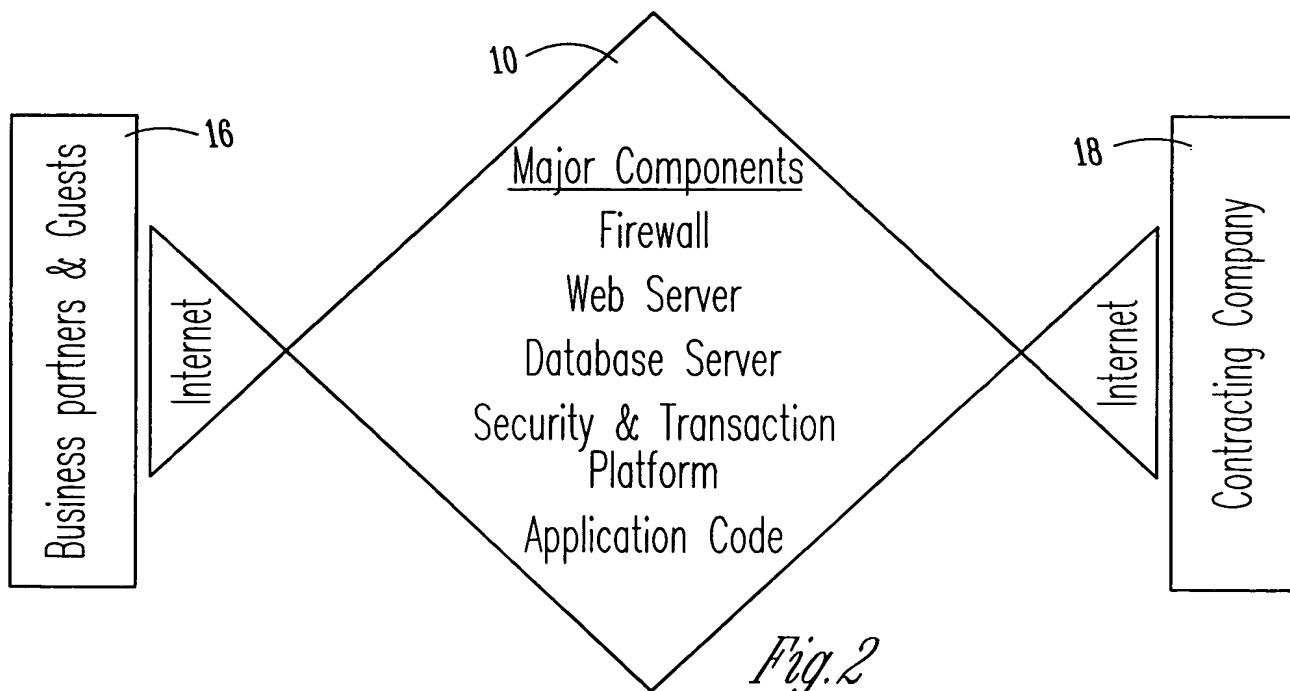 10
16
Business partners & Guests
Internet
Major Components
Firewall
Web Server
Database Server
Security & Transaction
Platform
Application Code
Internet
18
Contracting Company
Fig.2